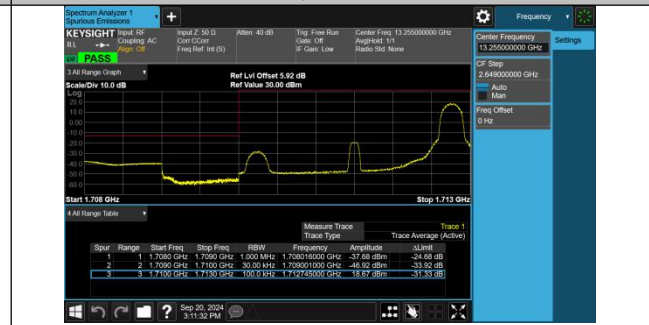 Spectrum Analyzer 1
Spurious Emissions
+
Frequency
KEYSIGHT Input: RF
RL
Coupling: AC
Align: Off
PASS
Input Z: 50 Ω
Corr CCorr
Freq Ref: Int (S)
Atten: 40 dB
Trig: Free Run
Gate: Off
IF Gain: Low
Center Freq: 13.255000000 GHz
Avg|Hold: 1/1
Radio Std: None
Center Frequency
13.255000000 GHz
Settings
CF Step
2.649000000 GHz
Auto
Man
Freq Offset
0 Hz
3 All Range Graph
Scale/Div 10.0 dB
Ref Lvl Offset 5.92 dB
Ref Value 30.00 dBm
Log
20.0
10.0
0.00
-10.0
-20.0
-30.0
-40.0
-50.0
-60.0
Start 1.708 GHz
Stop 1.713 GHz
4 All Range Table
Measure Trace Trace 1
Trace Type Trace Average (Active)
Spur Range Start Freq Stop Freq RBW Frequency Amplitude ΔLimit
1 1 1.7080 GHz 1.7090 GHz 1.000 MHz 1.708016000 GHz -37.68 dBm -24.68 dB
2 2 1.7090 GHz 1.7100 GHz 30.00 kHz 1.709001000 GHz -46.92 dBm -33.92 dB
3 3 1.7100 GHz 1.7130 GHz 100.0 kHz 1.712745000 GHz 18.67 dBm -31.33 dB
?
Sep 20, 2024
3:11:32 PM